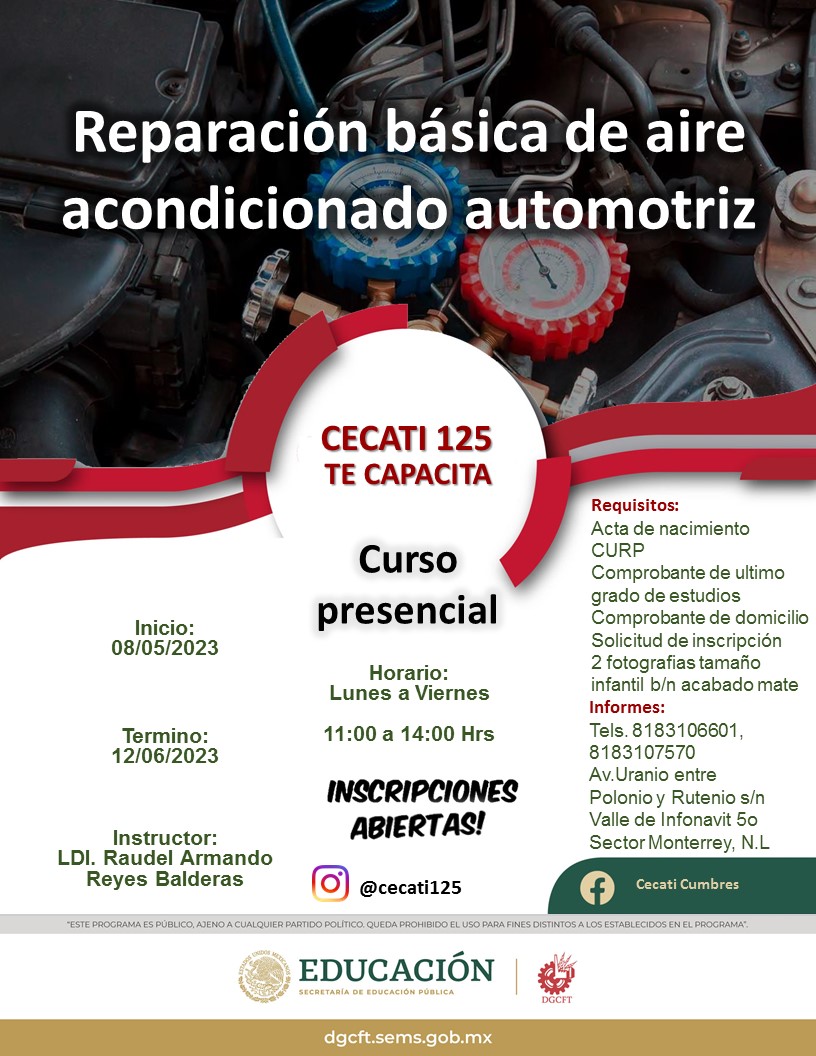 Reparación básica de aire
acondicionado automotriz
CECATI 125
TE CAPACITA
Curso
presencial
Inicio:
08/05/2023
Termino:
12/06/2023
Instructor:
LDI. Raudel Armando
Reyes Balderas
Horario:
Lunes a Viernes
11:00 a 14:00 Hrs
INSCRIPCIONES
ABIERTAS!
@cecati125
Requisitos:
Acta de nacimiento
CURP
Comprobante de ultimo
grado de estudios
Comprobante de domicilio
Solicitud de inscripción
2 fotografias tamaño
infantil b/n acabado mate
Informes:
Tels. 8183106601,
8183107570
Av.Uranio entre
Polonio y Rutenio s/n
Valle de Infonavit 5o
Sector Monterrey, N.L
Cecati Cumbres
“ESTE PROGRAMA ES PÚBLICO, AJENO A CUALQUIER PARTIDO POLÍTICO. QUEDA PROHIBIDO EL USO PARA FINES DISTINTOS A LOS ESTABLECIDOS EN EL PROGRAMA”.
ESTADOS UNIDOS MEXICANOS
EDUCACIÓN
SECRETARÍA DE EDUCACIÓN PÚBLICA
DGCFT
dgcft.sems.gob.mx